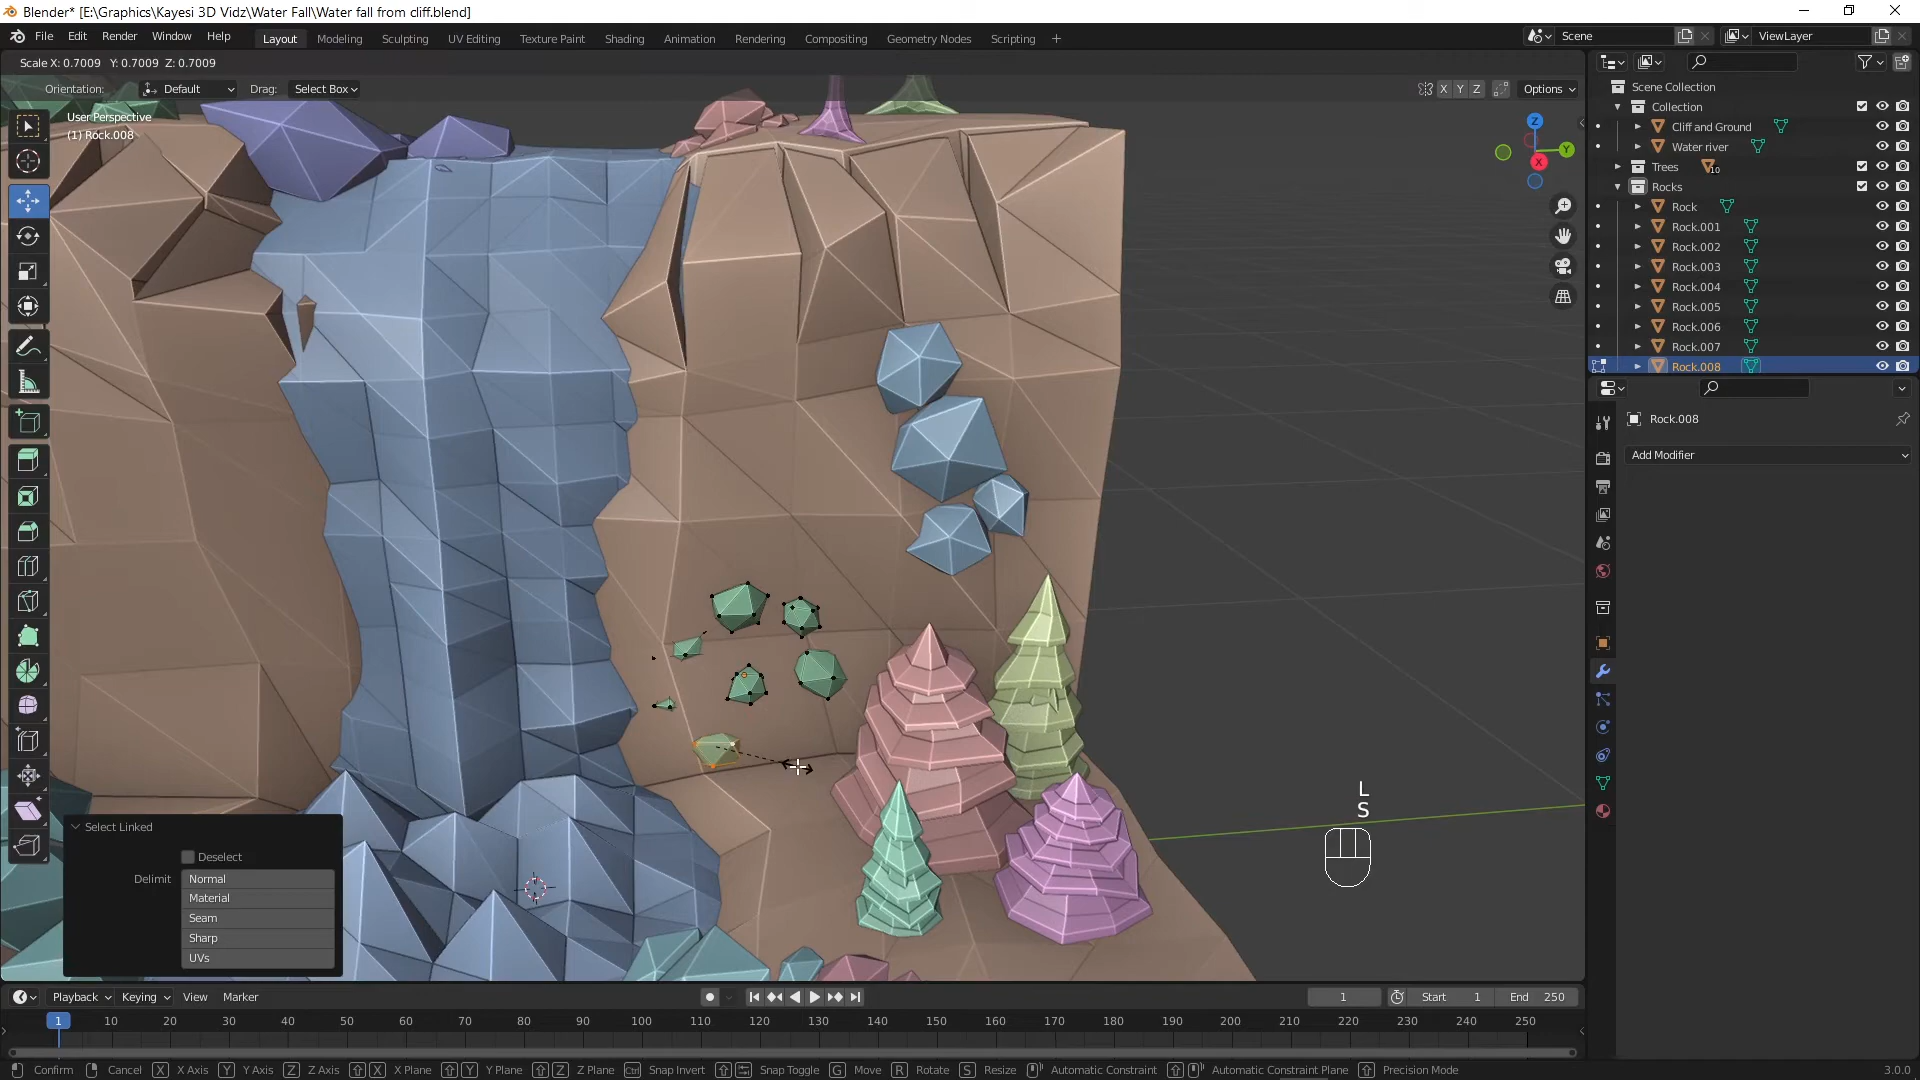 Blender* [E:\Graphics\Kayesi 3D Vidz\Water Fall\Water fall from cliff.blend]
File Edit Render Window Help Layout Modeling Sculpting UV Editing Texture Paint Shading Animation Rendering Compositing Geometry Nodes Scripting + Scene ViewLayer
Scale X: 0.7009 Y: 0.7009 Z: 0.7009
Orientation: Default Drag: Select Box X Y Z Options
User Perspective
(1) Rock.008
Z
Y
X
Scene Collection
Collection
Cliff and Ground
Water river
Trees 10
Rocks
Rock
Rock.001
Rock.002
Rock.003
Rock.004
Rock.005
Rock.006
Rock.007
Rock.008
Rock.008
Add Modifier
L
S
Select Linked
Deselect
Delimit Normal
Material
Seam
Sharp
UVs
Playback Keying View Marker 1 Start 1 End 250
1 10 20 30 40 50 60 70 80 90 100 110 120 130 140 150 160 170 180 190 200 210 220 230 240 250
Confirm Cancel X X Axis Y Y Axis Z Z Axis X X Plane Y Y Plane Z Z Plane Ctrl Snap Invert Snap Toggle G Move R Rotate S Resize Automatic Constraint Automatic Constraint Plane Precision Mode 3.0.0